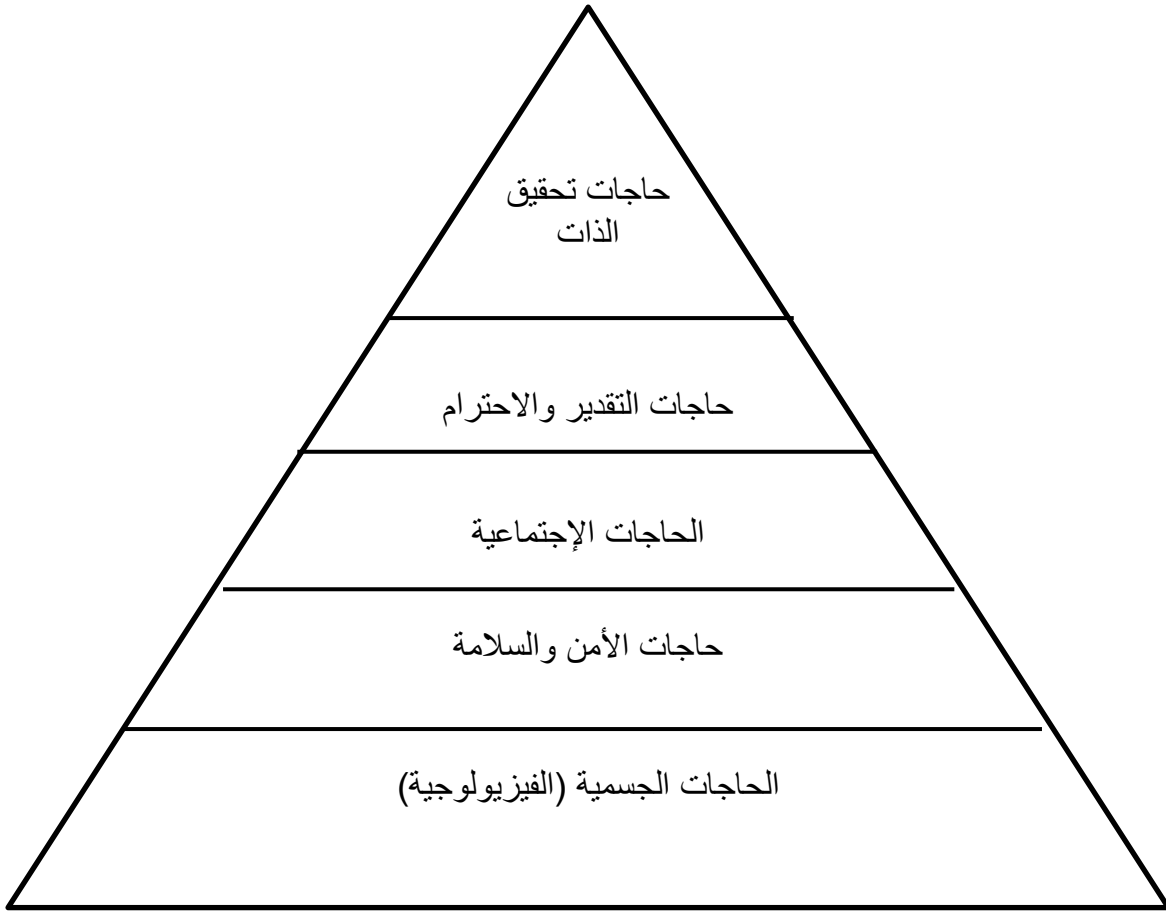 حاجات تحقيق
الذات
حاجات التقدير والاحترام
الحاجات الإجتماعية
حاجات الأمن والسلامة
الحاجات الجسمية (الفيزيولوجية)